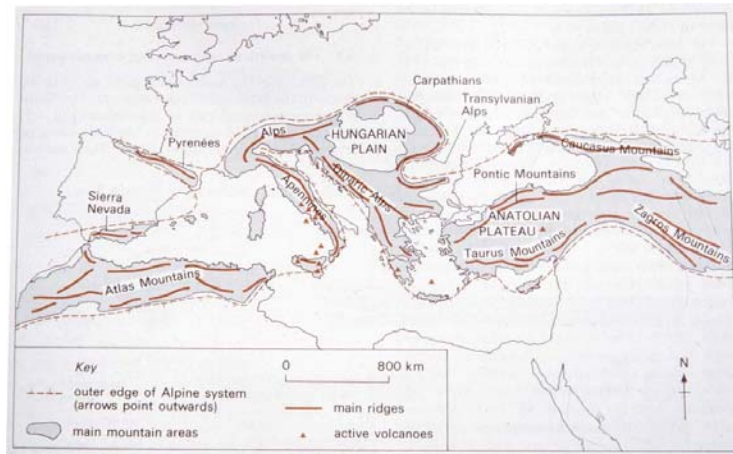 Carpathians
Transylvanian
Alps
Alps
HUNGARIAN
PLAIN
Pyrenées
Caucasus Mountains
Pontic Mountains
Dinaric Alps
Sierra
Nevada
Apennines
ANATOLIAN
PLATEAU
Zagros Mountains
Taurus Mountains
Atlas Mountains
Key
0 800 km
N
outer edge of Alpine system
(arrows point outwards)
main ridges
main mountain areas
active volcanoes